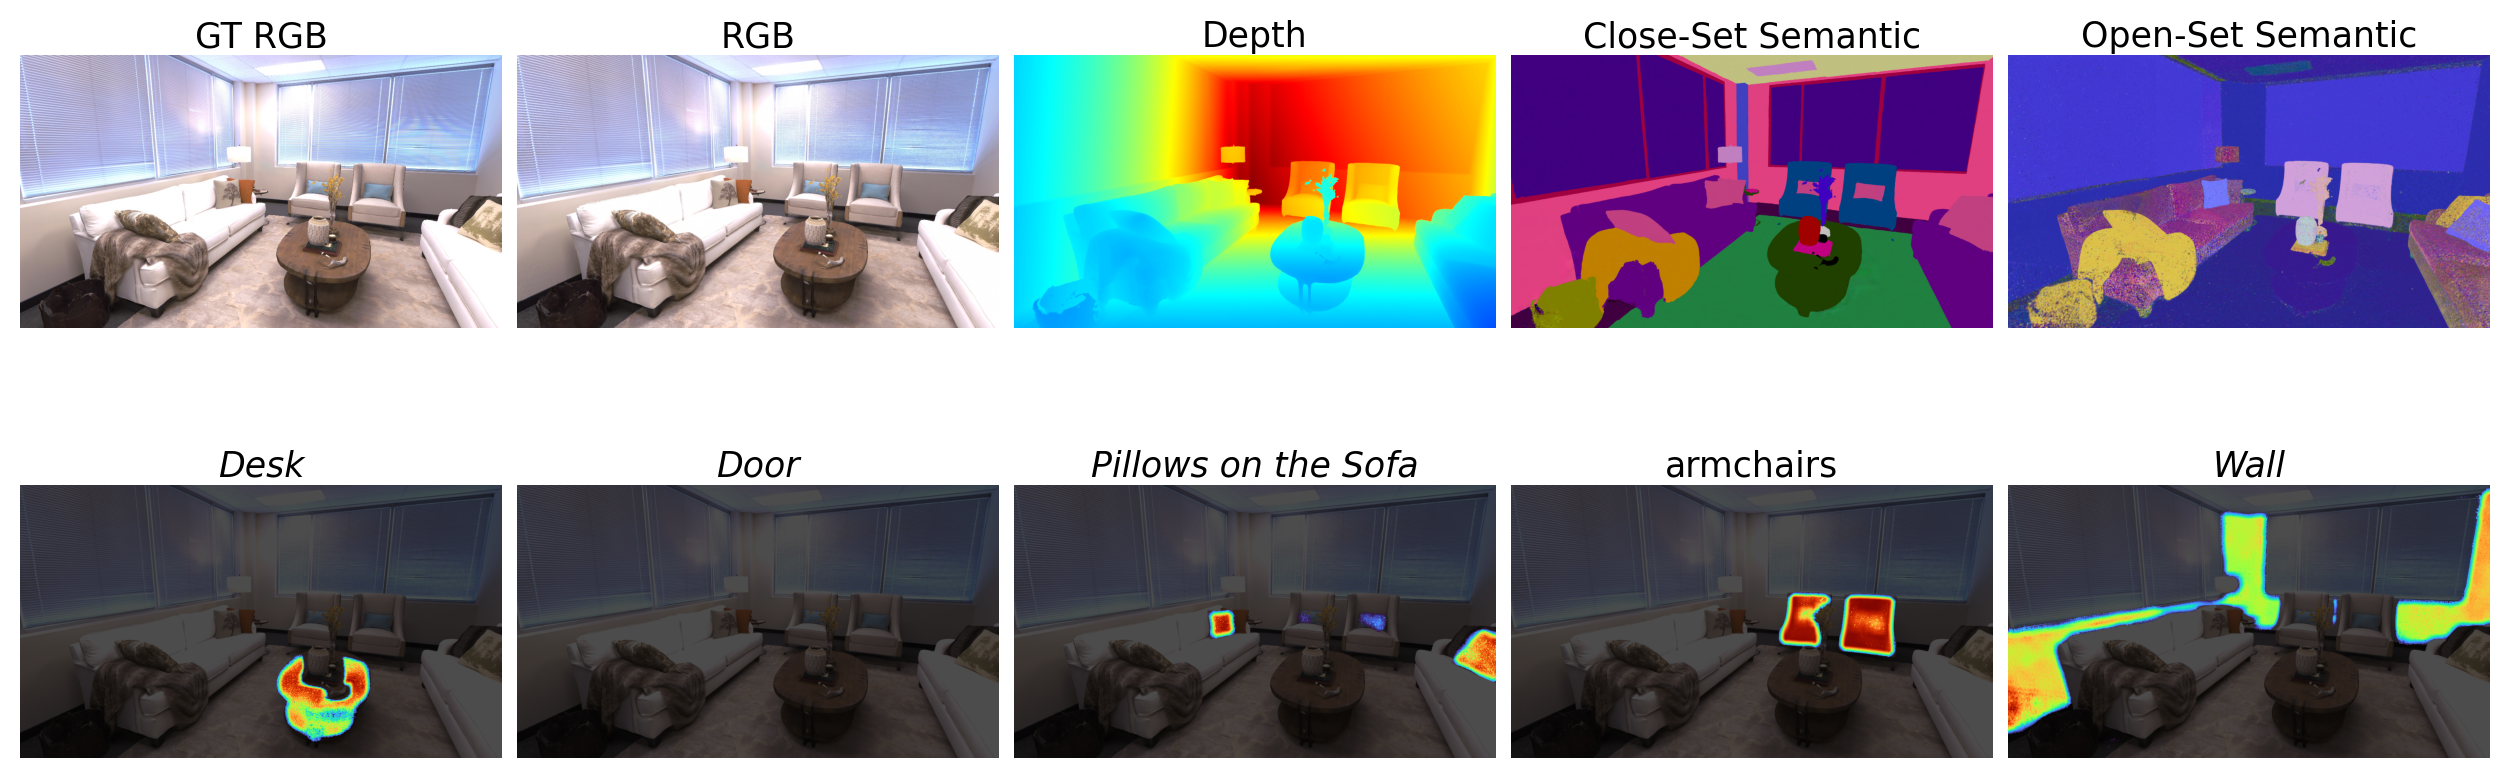 GT RGB
RGB
Depth
Close-Set Semantic
Open-Set Semantic
Desk
Door
Pillows on the Sofa
armchairs
Wall